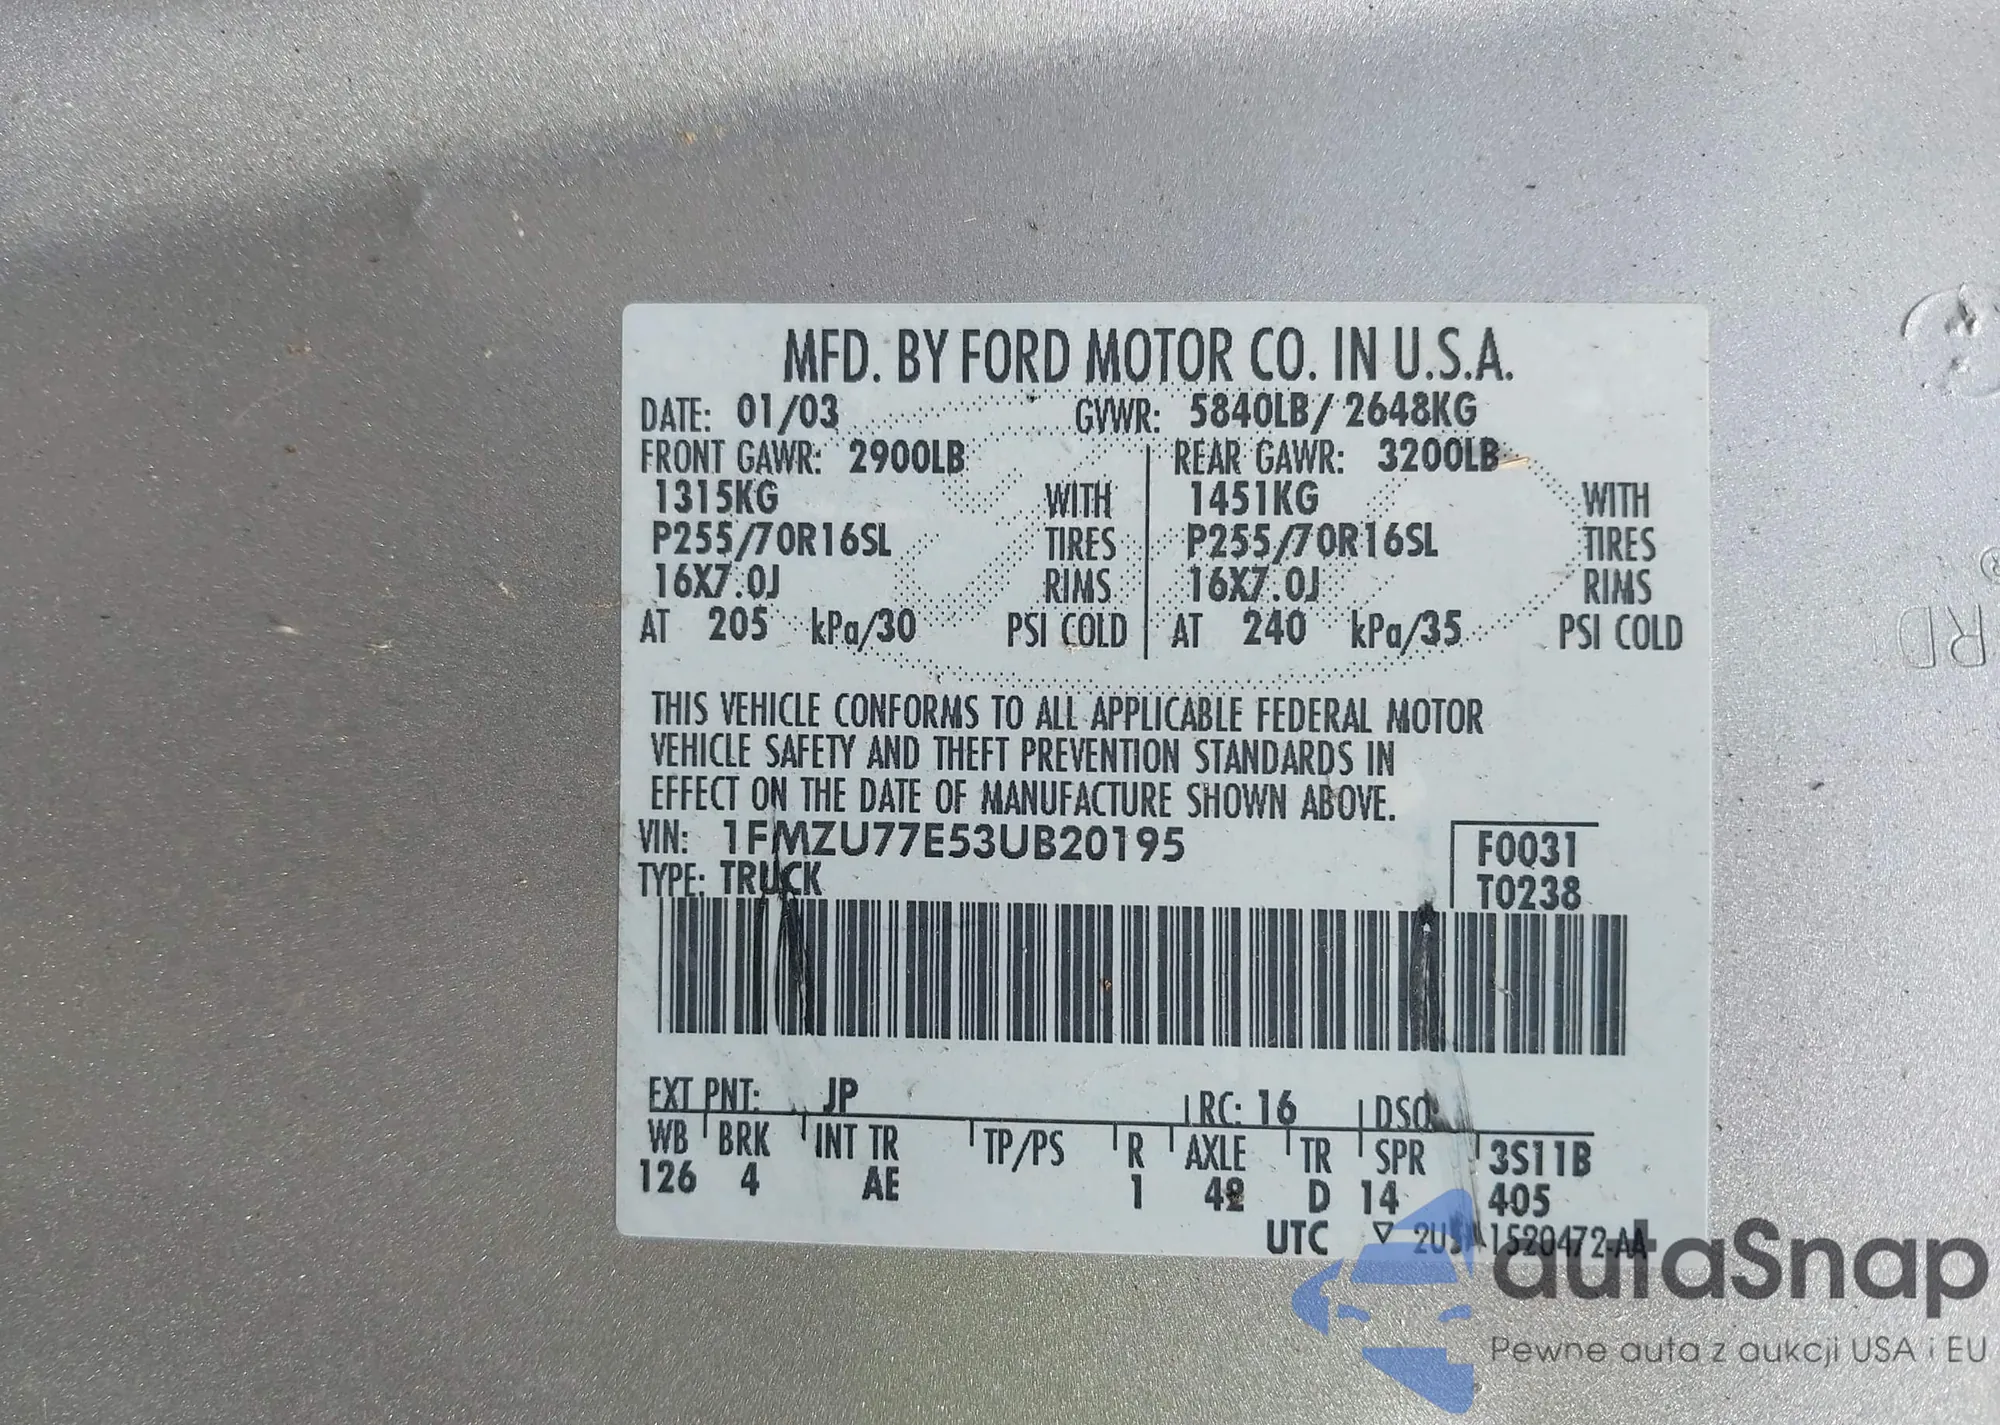 MFD. BY FORD MOTOR CO. IN U.S.A.
DATE: 01/03 GVWR: 5840LB/ 2648KG
FRONT GAWR: 2900LB REAR GAWR: 3200LB
1315KG WITH 1451KG WITH
P255/70R16SL TIRES P255/70R16SL TIRES
16X7.0J RIMS 16X7.0J RIMS
AT 205 kPa/30 PSI COLD AT 240 kPa/35 PSI COLD
THIS VEHICLE CONFORMS TO ALL APPLICABLE FEDERAL MOTOR
VEHICLE SAFETY AND THEFT PREVENTION STANDARDS IN
EFFECT ON THE DATE OF MANUFACTURE SHOWN ABOVE.
VIN: 1FMZU77E53UB20195 F0031
TYPE: TRUCK T0238
EXT PNT: JP RC: 16 DSO
WB BRK INT TR TP/PS R AXLE TR SPR 3S11B
126 4 AE 1 D 14 405
UTC ▽ 1520472-AA
autaSnap
Pewne auta z aukcji USA i EU
RD
®